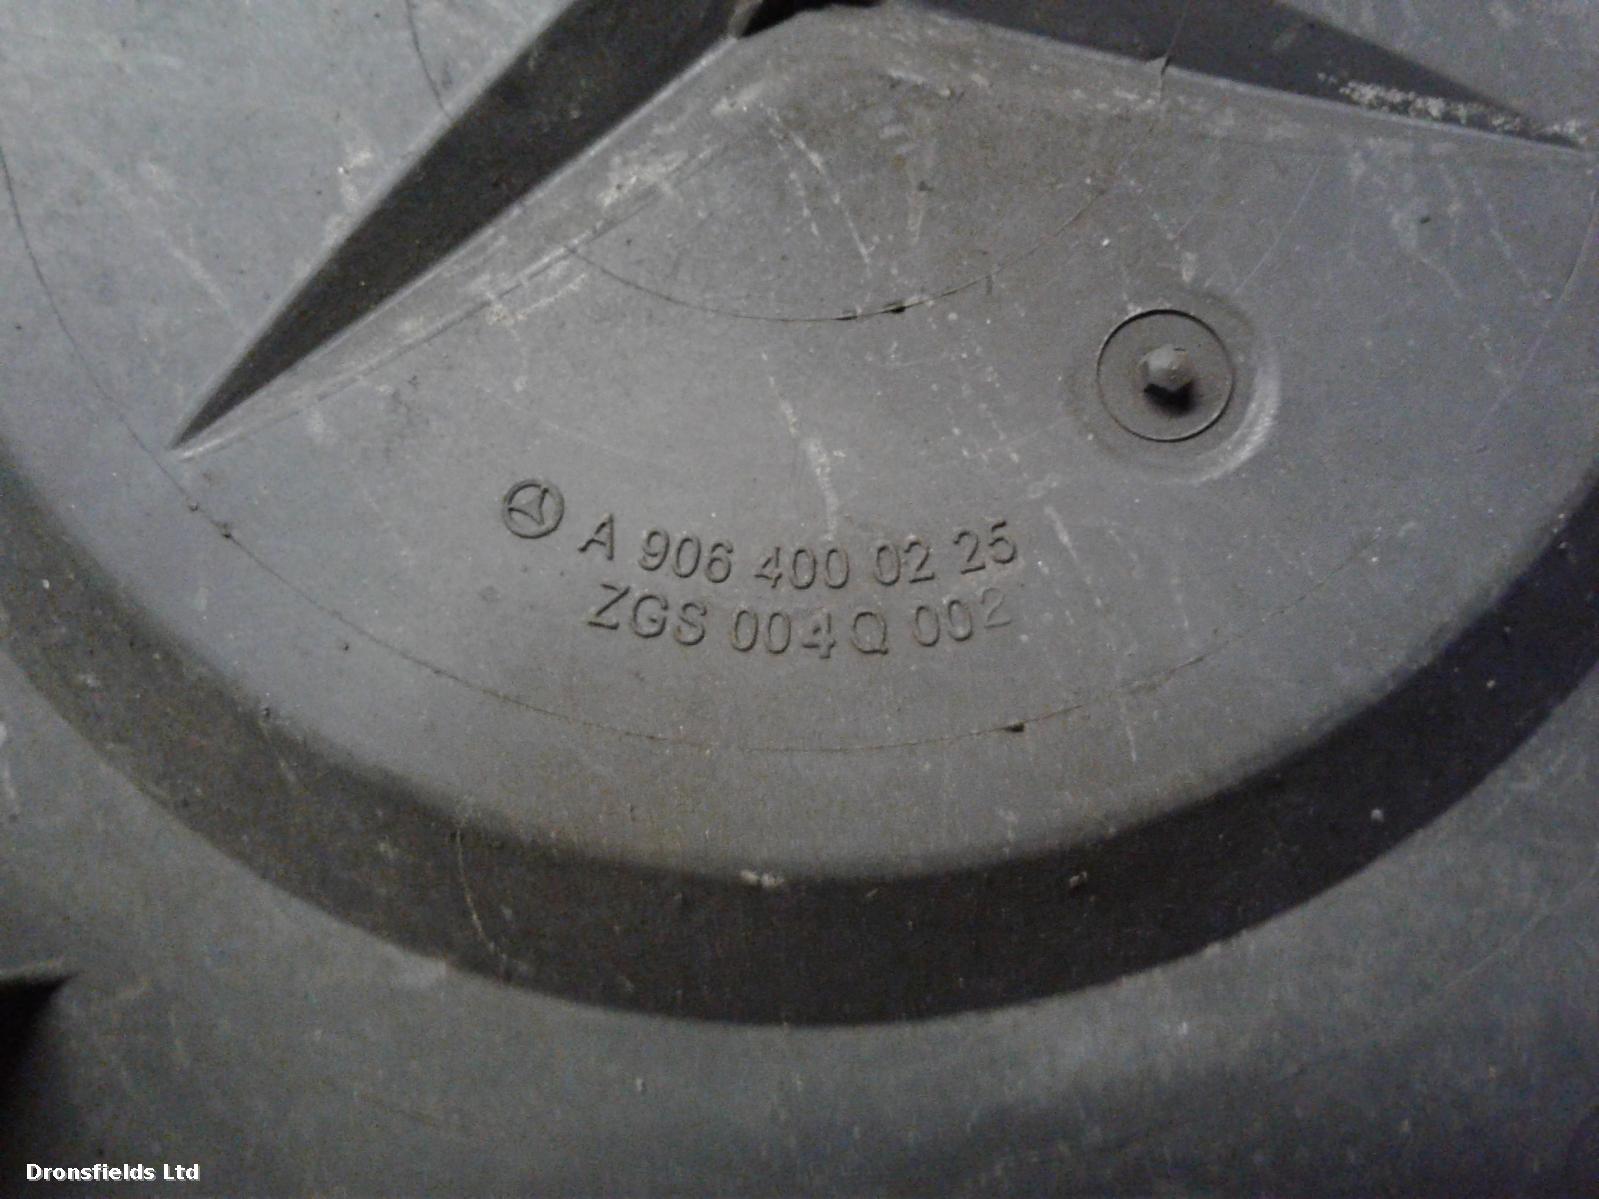 A 906 400 02 25
ZGS 004 Q 002
Dronsfields Ltd